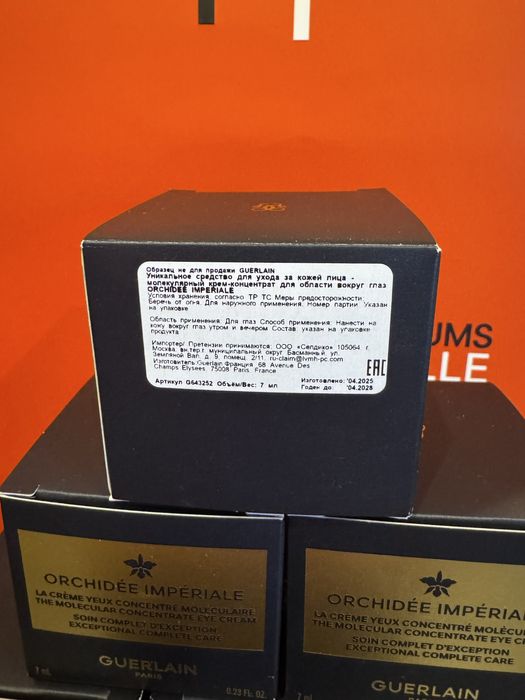 Образец не для продажи GUERLAIN
Уникальное средство для ухода за кожей лица -
молекулярный крем-концентрат для области вокруг глаз
ORCHIDEE IMPERIALE
Условия хранения: согласно ТР ТС Меры предосторожности:
Беречь от огня. Для наружного применения. Номер партии: Указан
на упаковке
Область применения: Для глаз Способ применения: Нанести на
кожу вокруг глаз утром и вечером Состав: указан на упаковке
продукта
Импортер/ Претензии принимаются: ООО «Селдико» 105064 г.
Москва, вн.тер.г. муниципальный округ Басманный, ул.
Земляной Вал, д. 9, помещ. 2/11. ru-claim@lvmh-pc.com
Изготовитель:Guerlain Франция, 68 Avenue Des
Champs Elysees, 75008 Paris, France
EAC
Артикул G643252 Объём/Вес: 7 мл
Изготовлено: '04.2025
Годен до: '04.2028
UMS
LLE
ORCHIDÉE IMPÉRIALE
LA CRÈME YEUX CONCENTRÉ MOLÉCULAIRE
THE MOLECULAR CONCENTRATE EYE CREAM
SOIN COMPLET D'EXCEPTION
EXCEPTIONAL COMPLETE CARE
7 ml
GUERLAIN
PARIS
0.23 FL. OZ.
ORCHIDÉE IMPÉRIALE
LA CRÈME YEUX CONCENTRÉ MOLÉCU
THE MOLECULAR CONCENTRATE EYE CRE
SOIN COMPLET D'EXCEPTION
EXCEPTIONAL COMPLETE CARE
7 ml
GUERLAIN
PARIS